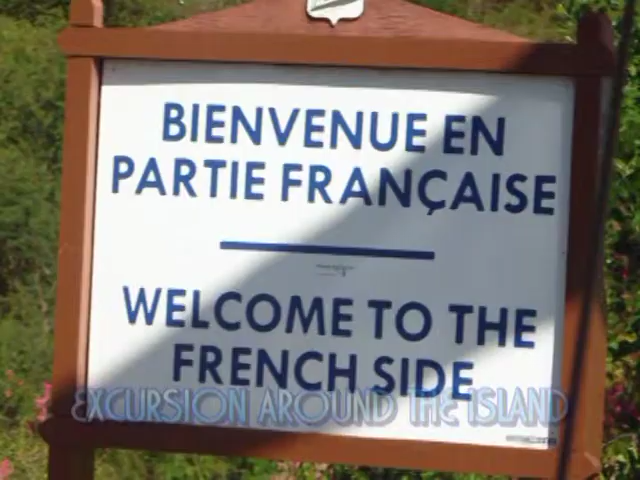 BIENVENUE EN
PARTIE FRANÇAISE
WELCOME TO THE
FRENCH SIDE
EXCURSION AROUND THE ISLAND